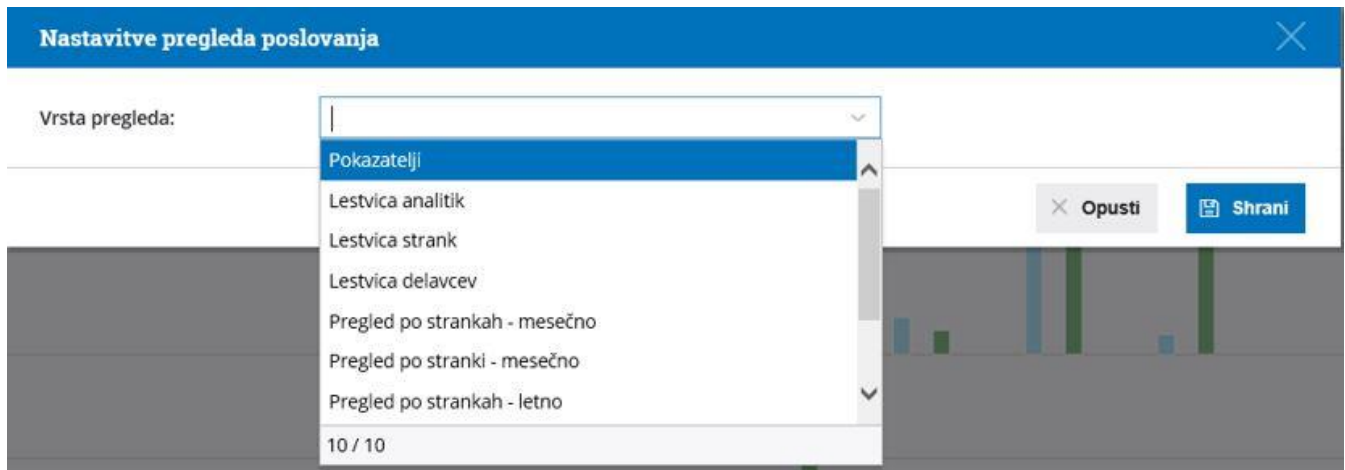 Nastavitve pregleda poslovanja
Vrsta pregleda:
Pokazatelji
Lestvica analitik
Lestvica strank
Lestvica delavcev
Pregled po strankah - mesečno
Pregled po stranki - mesečno
Pregled po strankah - letno
10 / 10
Opusti
Shrani